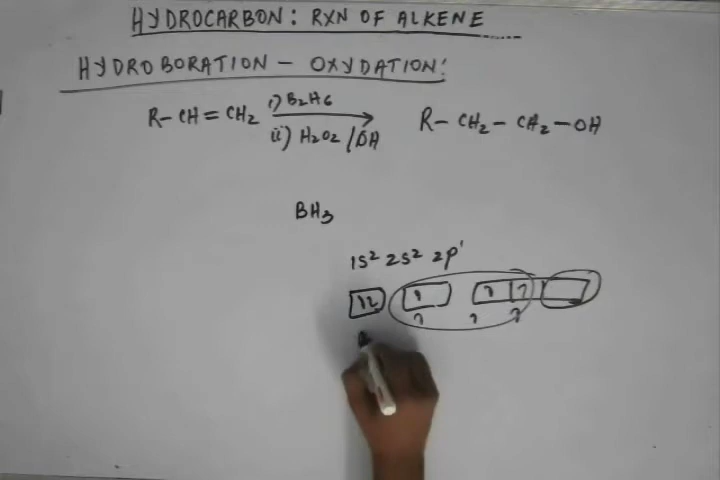 HYDROCARBON: RXN OF ALKENE
HYDROBORATION - OXYDATION:
R-CH=CH₂ i) B₂H6 ii) H₂O₂/OH R-CH₂-CH₂-OH
BH₃
1s² 2s² 2p¹